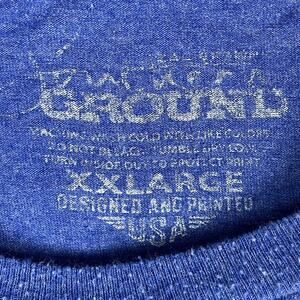 GROUND
MACHINE WASH COLD WITH LIKE COLORS
DO NOT BLEACH TUMBLE DRY LOW
TURN INSIDE OUT TO PROTECT PRINT
XXLARGE
DESIGNED AND PRINTED
USA